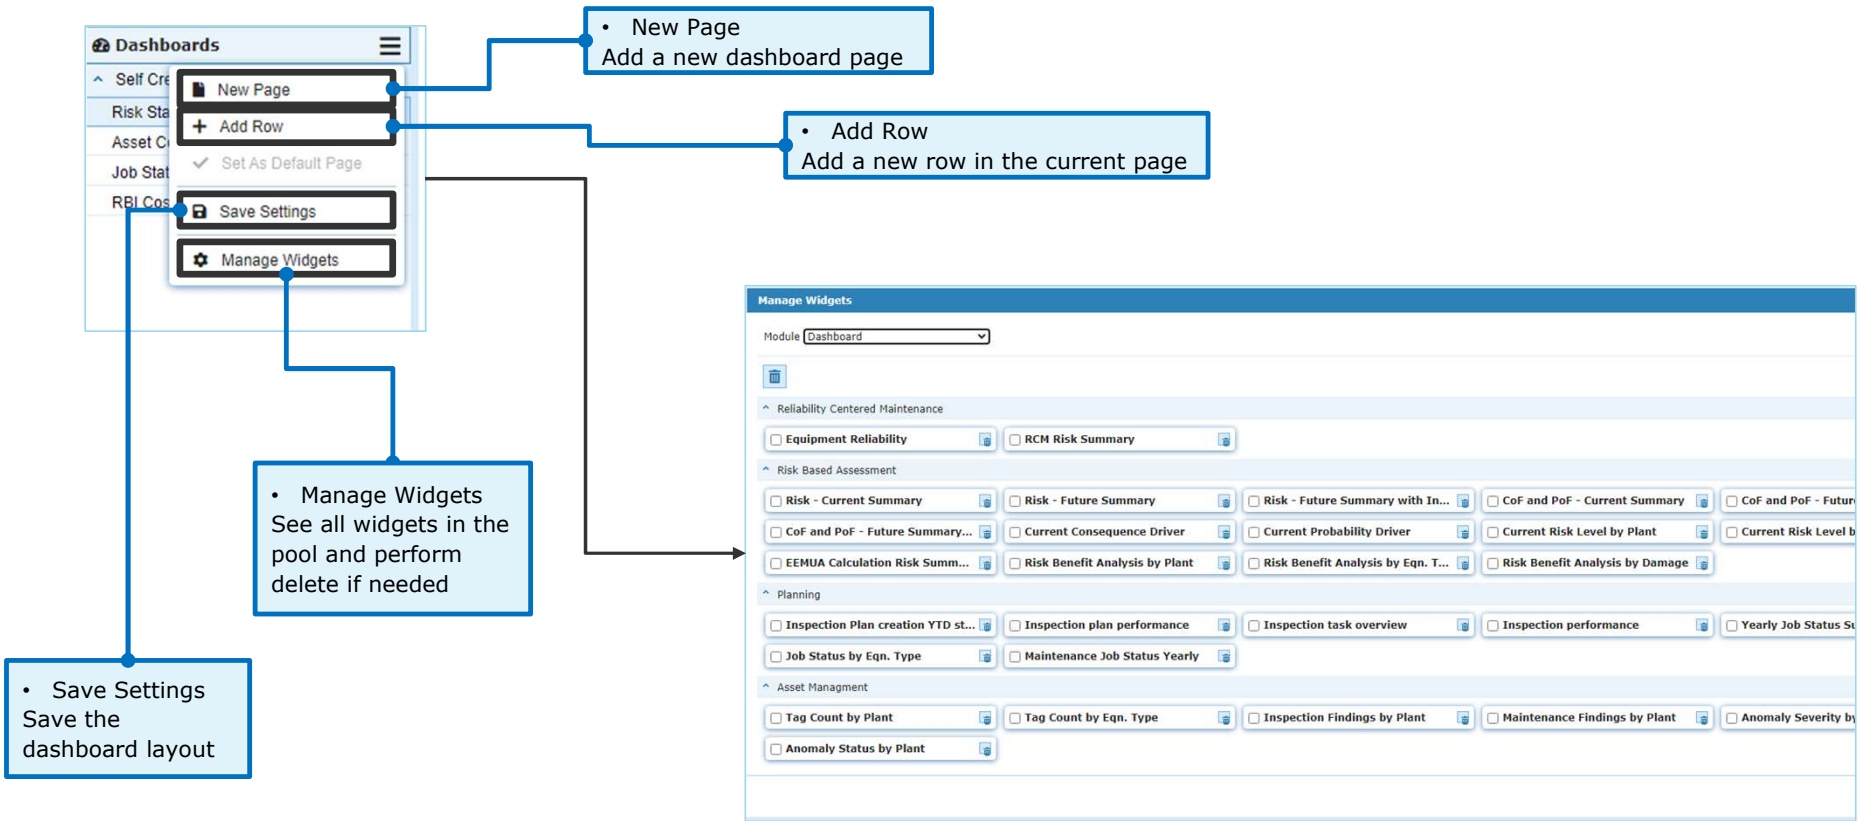 Dashboards
Self Cre
Risk Sta
Asset C
Job Stat
RBI Cos
New Page
Add Row
Set As Default Page
Save Settings
Manage Widgets
• New Page
Add a new dashboard page
• Add Row
Add a new row in the current page
• Manage Widgets
See all widgets in the
pool and perform
delete if needed
• Save Settings
Save the
dashboard layout
Manage Widgets
Module Dashboard
Reliability Centered Maintenance
Equipment Reliability RCM Risk Summary
Risk Based Assessment
Risk - Current Summary Risk - Future Summary Risk - Future Summary with In... CoF and PoF - Current Summary CoF and PoF - Futur
CoF and PoF - Future Summary... Current Consequence Driver Current Probability Driver Current Risk Level by Plant Current Risk Level b
EEMUA Calculation Risk Summ... Risk Benefit Analysis by Plant Risk Benefit Analysis by Eqn. T... Risk Benefit Analysis by Damage
Planning
Inspection Plan creation YTD st... Inspection plan performance Inspection task overview Inspection performance Yearly Job Status Su
Job Status by Eqn. Type Maintenance Job Status Yearly
Asset Managment
Tag Count by Plant Tag Count by Eqn. Type Inspection Findings by Plant Maintenance Findings by Plant Anomaly Severity by
Anomaly Status by Plant